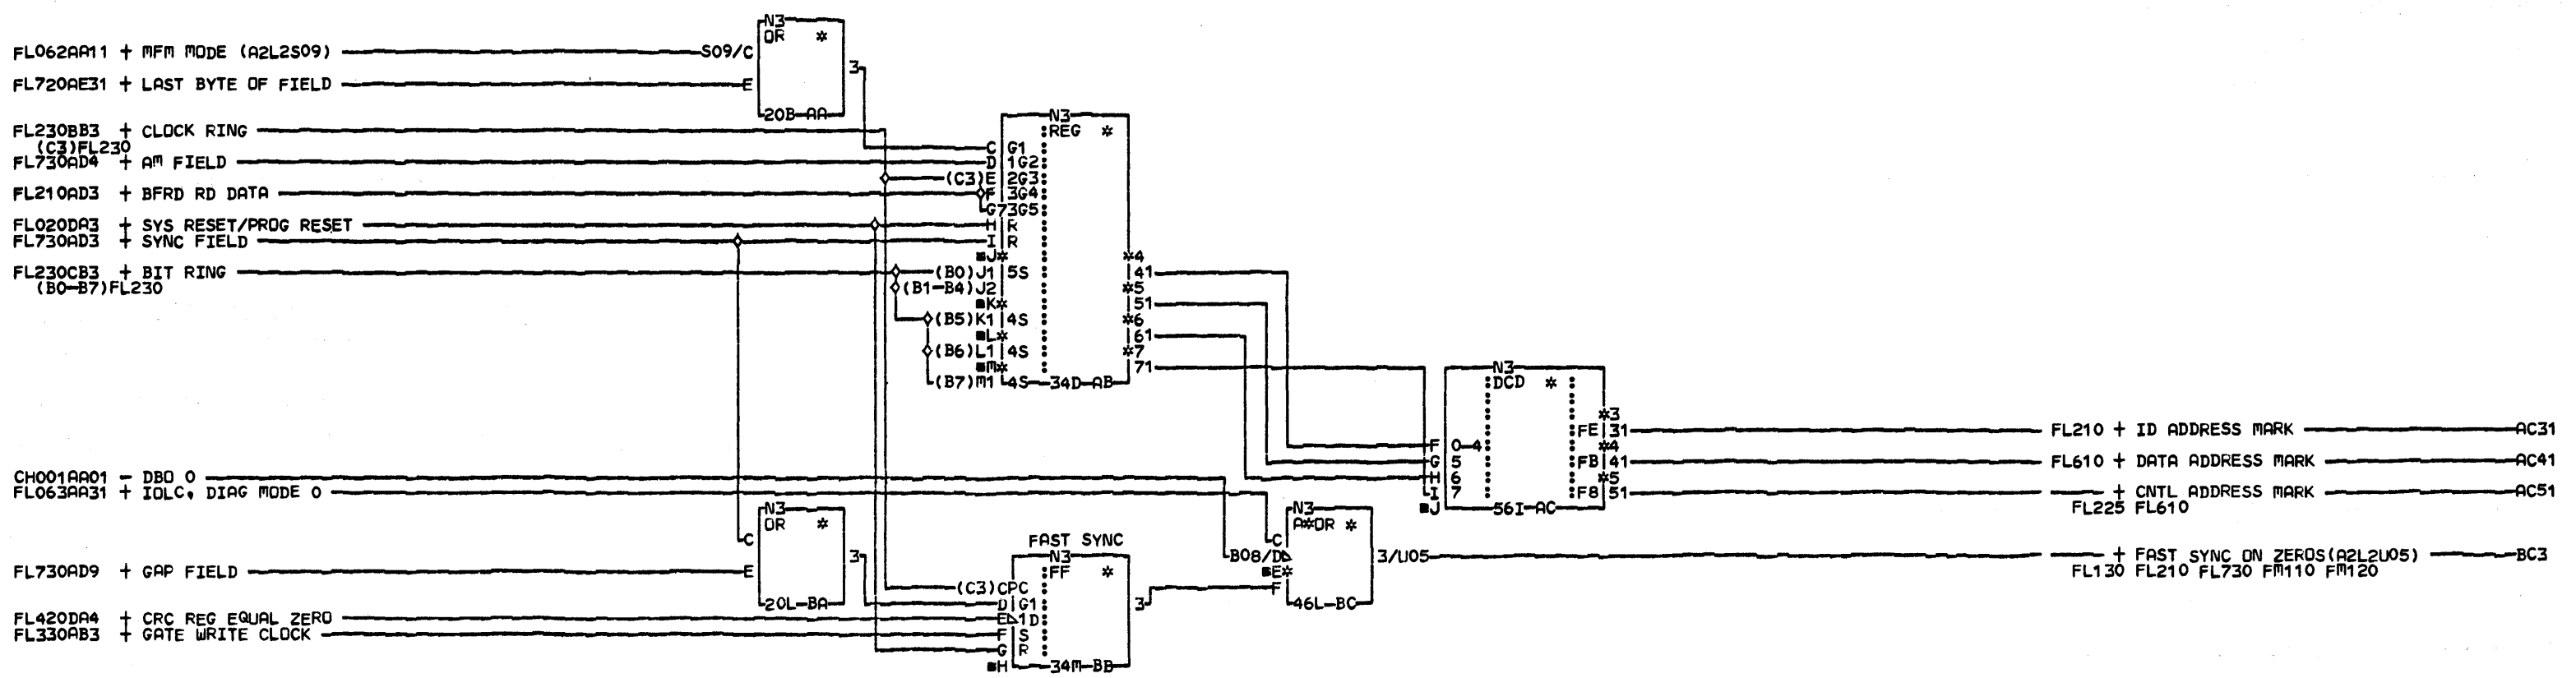 N3
OR *
FL062AA11 + MFM MODE (A2L2S09) S09/C
3
FL720AE31 + LAST BYTE OF FIELD E
20B-AA
FL230BB3 + CLOCK RING
(C3)FL230
N3
REG *
C G1
FL730AD4 + AM FIELD D 1G2
(C3)E 2G3
FL210AD3 + BFRD RD DATA F 3G4
G73G5
FL020DA3 + SYS RESET/PROG RESET H R
FL730AD3 + SYNC FIELD I R
■J* *4
FL230CB3 + BIT RING (B0)J1 5S 41
(B0-B7)FL230 (B1-B4)J2 *5
■K* 51
(B5)K1 4S *6
■L* 61
(B6)L1 4S *7
■M* 71
(B7)M1 4S-34D-AB
N3
DCD *
*3
FE 31 FL210 + ID ADDRESS MARK AC31
F 0-4 *4
G 5 FB 41 FL610 + DATA ADDRESS MARK AC41
H 6 *5
I 7 F8 51 + CNTL ADDRESS MARK AC51
■J 56I-AC FL225 FL610
CH001AA01 - DBO 0
FL063AA31 + IOLC, DIAG MODE 0
N3
OR *
C
3
FL730AD9 + GAP FIELD E
20L-BA
FAST SYNC
N3
FF *
(C3)CPC
D G1
3
FL420DA4 + CRC REG EQUAL ZERO E 1D
FL330AB3 + GATE WRITE CLOCK F S
G R
■H 34M-BB
N3
A*OR *
C
B08/D 3/U05 + FAST SYNC ON ZEROS(A2L2U05) BC3
■E* FL130 FL210 FL730 FM110 FM120
F
46L-BC